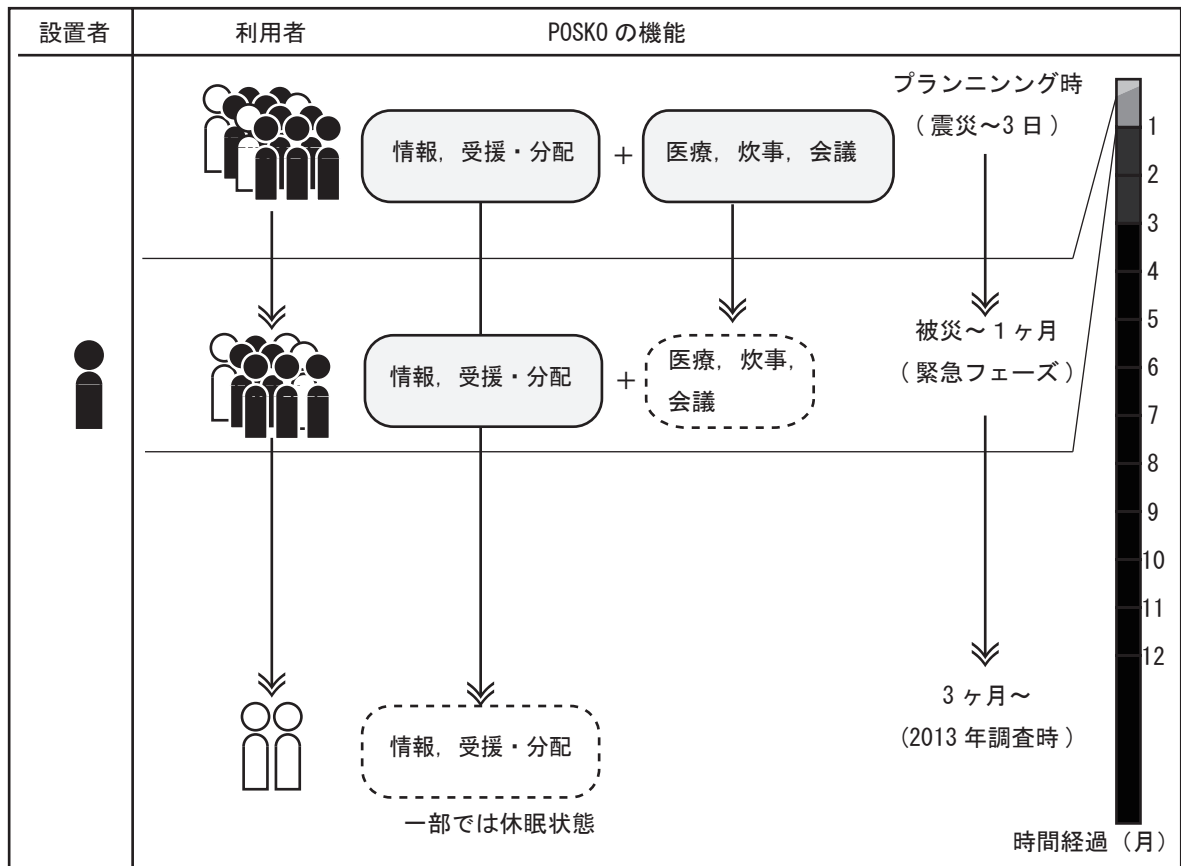 設置者
利用者
POSKO の機能
プランニンング時
( 震災～3 日 )
情報, 受援・分配
+
医療, 炊事, 会議
被災～ 1 ヶ月
( 緊急フェーズ )
情報, 受援・分配
+
医療, 炊事,
会議
3 ヶ月～
(2013 年調査時 )
情報, 受援・分配
一部では休眠状態
1
2
3
4
5
6
7
8
9
10
11
12
時間経過（月）